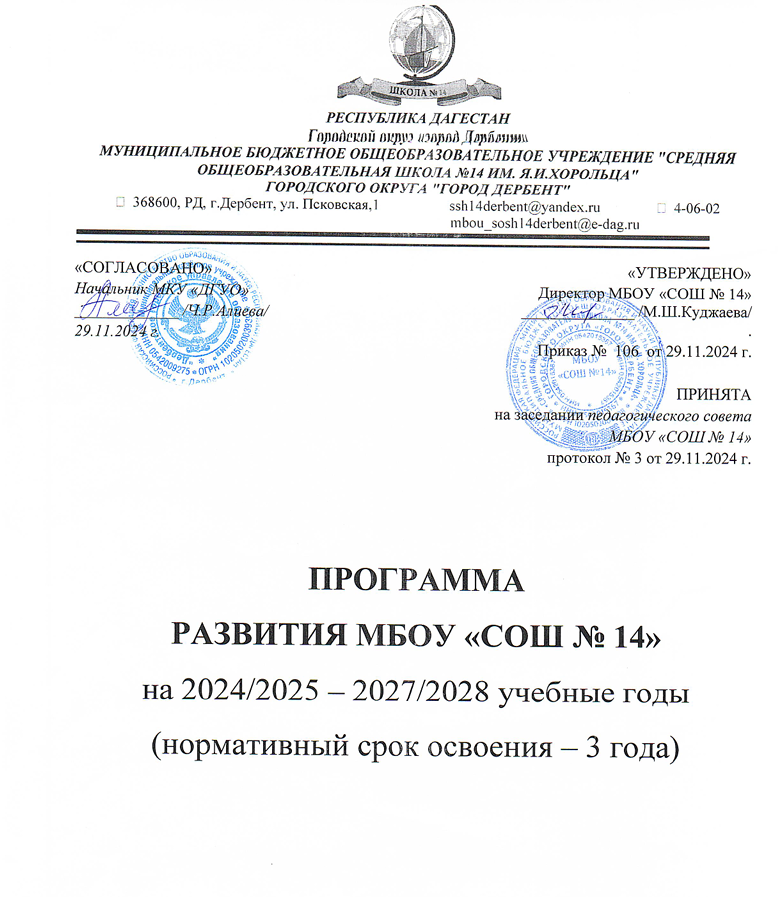 ШКОЛА № 14
РЕСПУБЛИКА ДАГЕСТАН
Городской округ «город Дербент»
МУНИЦИПАЛЬНОЕ БЮДЖЕТНОЕ ОБЩЕОБРАЗОВАТЕЛЬНОЕ УЧРЕЖДЕНИЕ "СРЕДНЯЯ
ОБЩЕОБРАЗОВАТЕЛЬНАЯ ШКОЛА №14 ИМ. Я.И.ХОРОЛЬЦА"
ГОРОДСКОГО ОКРУГА "ГОРОД ДЕРБЕНТ"
368600, РД, г.Дербент, ул. Псковская,1 ssh14derbent@yandex.ru 4-06-02
mbou_sosh14derbent@e-dag.ru
«СОГЛАСОВАНО»
Начальник МКУ «ДГУО»
/Ч.Р.Алиева/
29.11.2024 г.
«УТВЕРЖДЕНО»
Директор МБОУ «СОШ № 14»
/М.Ш.Куджаева/
.
Приказ № 106 от 29.11.2024 г.
МБОУ
«СОШ №14»
ПРИНЯТА
на заседании педагогического совета
МБОУ «СОШ № 14»
протокол № 3 от 29.11.2024 г.
ПРОГРАММА
РАЗВИТИЯ МБОУ «СОШ № 14»
на 2024/2025 – 2027/2028 учебные годы
(нормативный срок освоения – 3 года)